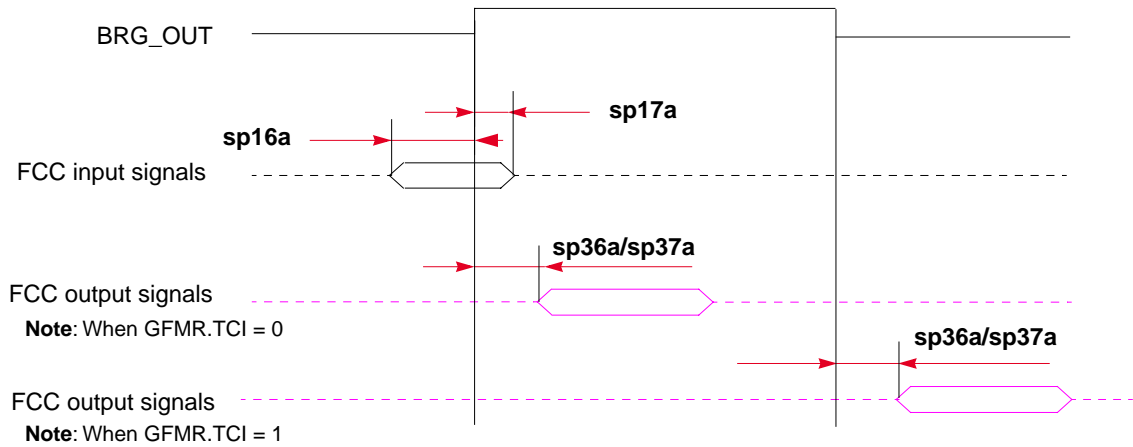 BRG_OUT
sp17a
sp16a
FCC input signals
sp36a/sp37a
FCC output signals
Note: When GFMR.TCI = 0
sp36a/sp37a
FCC output signals
Note: When GFMR.TCI = 1